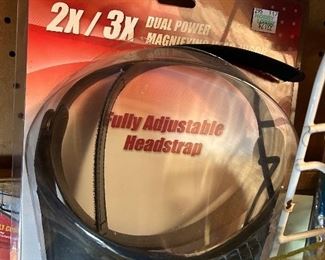 2x/3x DUAL POWER
MAGNIFYING
Fully Adjustable
Headstrap